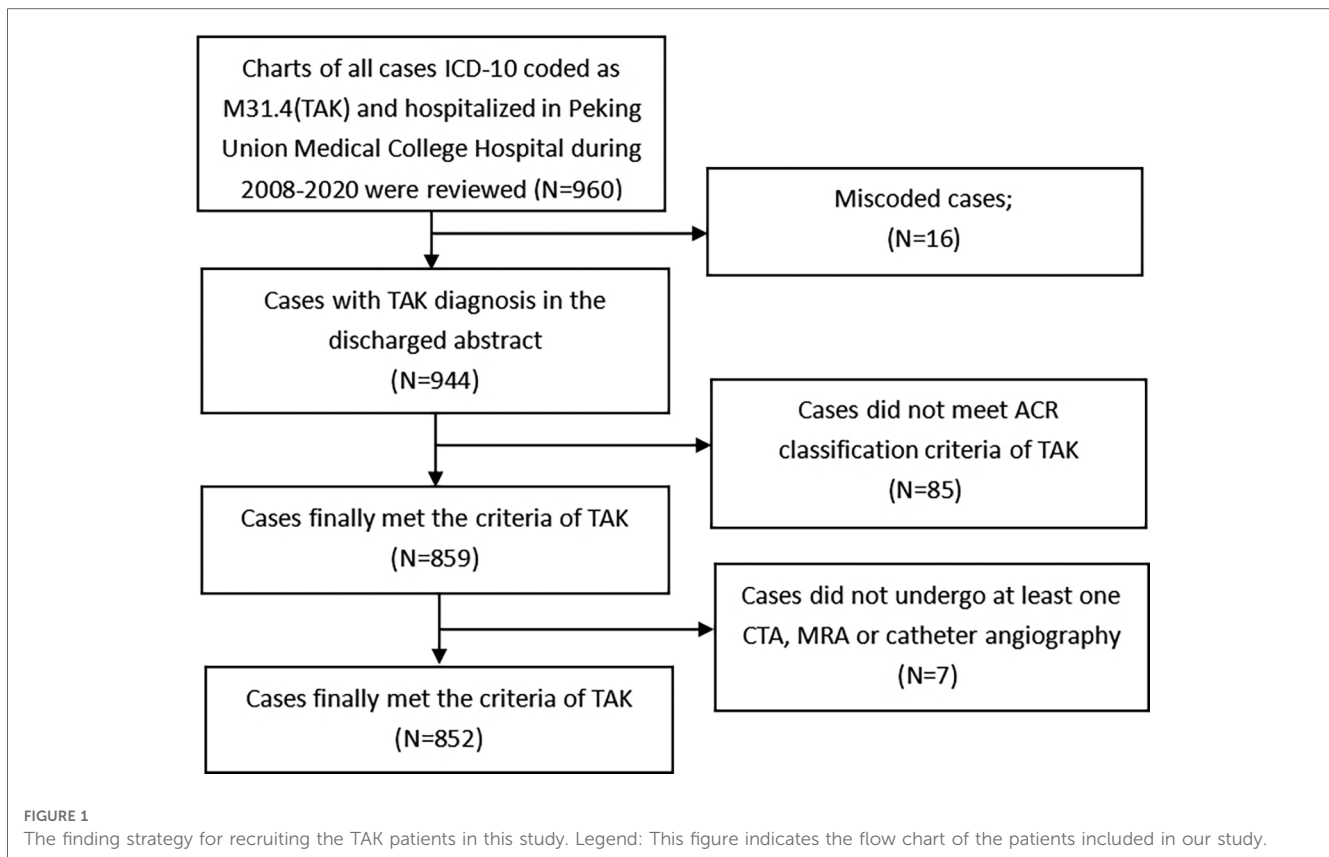 Charts of all cases ICD-10 coded as
M31.4(TAK) and hospitalized in Peking
Union Medical College Hospital during
2008-2020 were reviewed (N=960)
Miscoded cases;
(N=16)
Cases with TAK diagnosis in the
discharged abstract
(N=944)
Cases did not meet ACR
classification criteria of TAK
(N=85)
Cases finally met the criteria of TAK
(N=859)
Cases did not undergo at least one
CTA, MRA or catheter angiography
(N=7)
Cases finally met the criteria of TAK
(N=852)
FIGURE 1
The finding strategy for recruiting the TAK patients in this study. Legend: This figure indicates the flow chart of the patients included in our study.